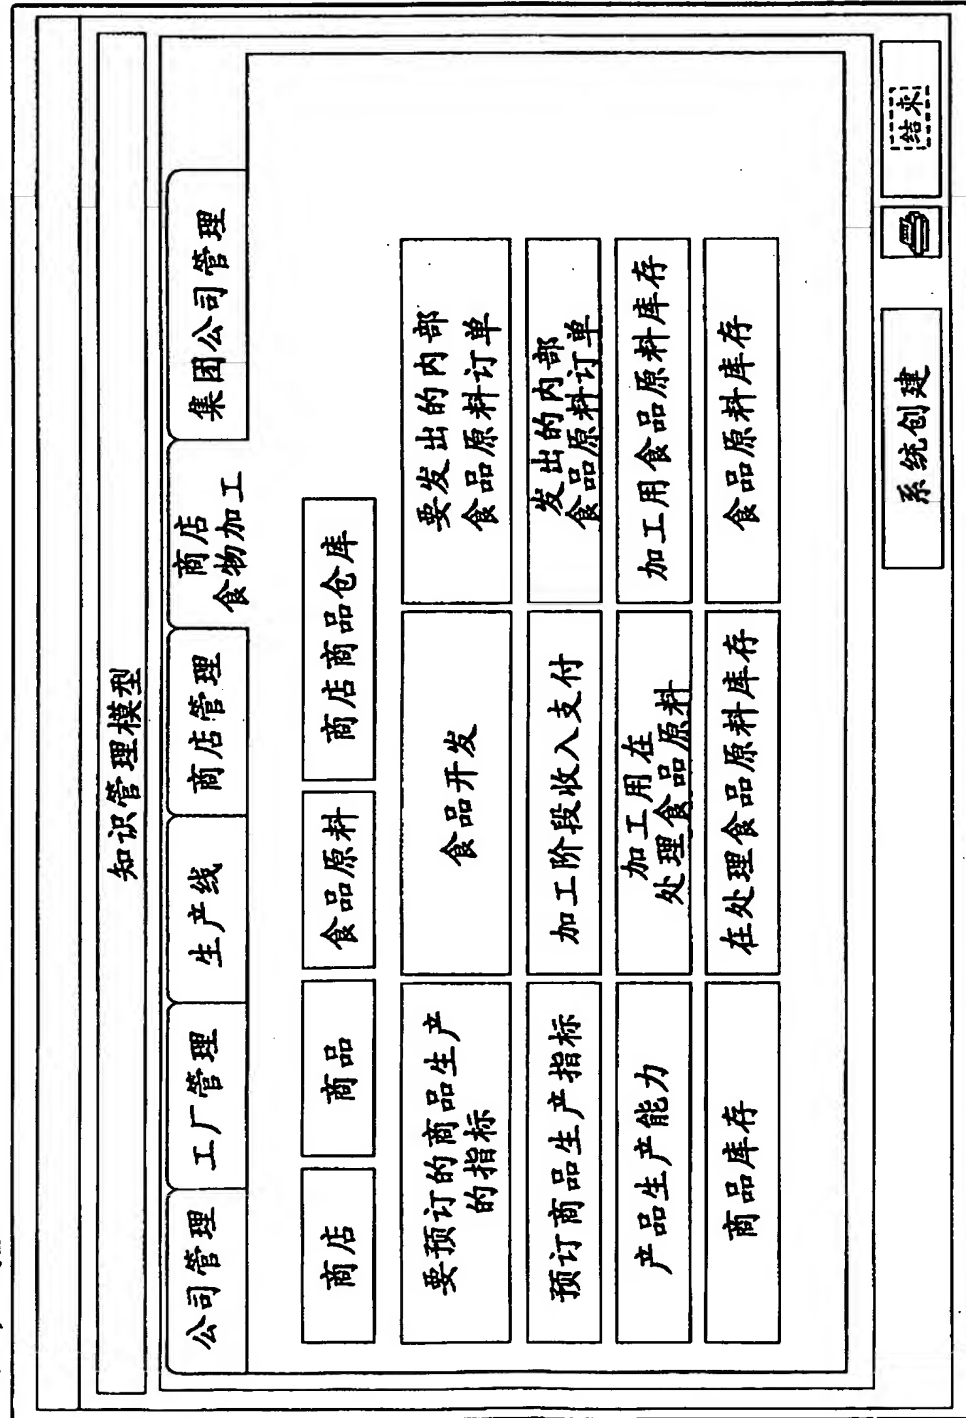 知识管理模型
公司管理
工厂管理
生产线
商店管理
商店
食物加工
集团公司管理
商店
商品
食品原料
商店商品仓库
要预订的商品生产
的指标
食品开发
要发出的内部
食品原料订单
预订商品生产指标
加工阶段收入支付
发出的内部
食品原料订单
产品生产能力
加工用在
处理食品原料
加工用食品原料库存
商品库存
在处理食品原料库存
食品原料库存
系统创建
结束